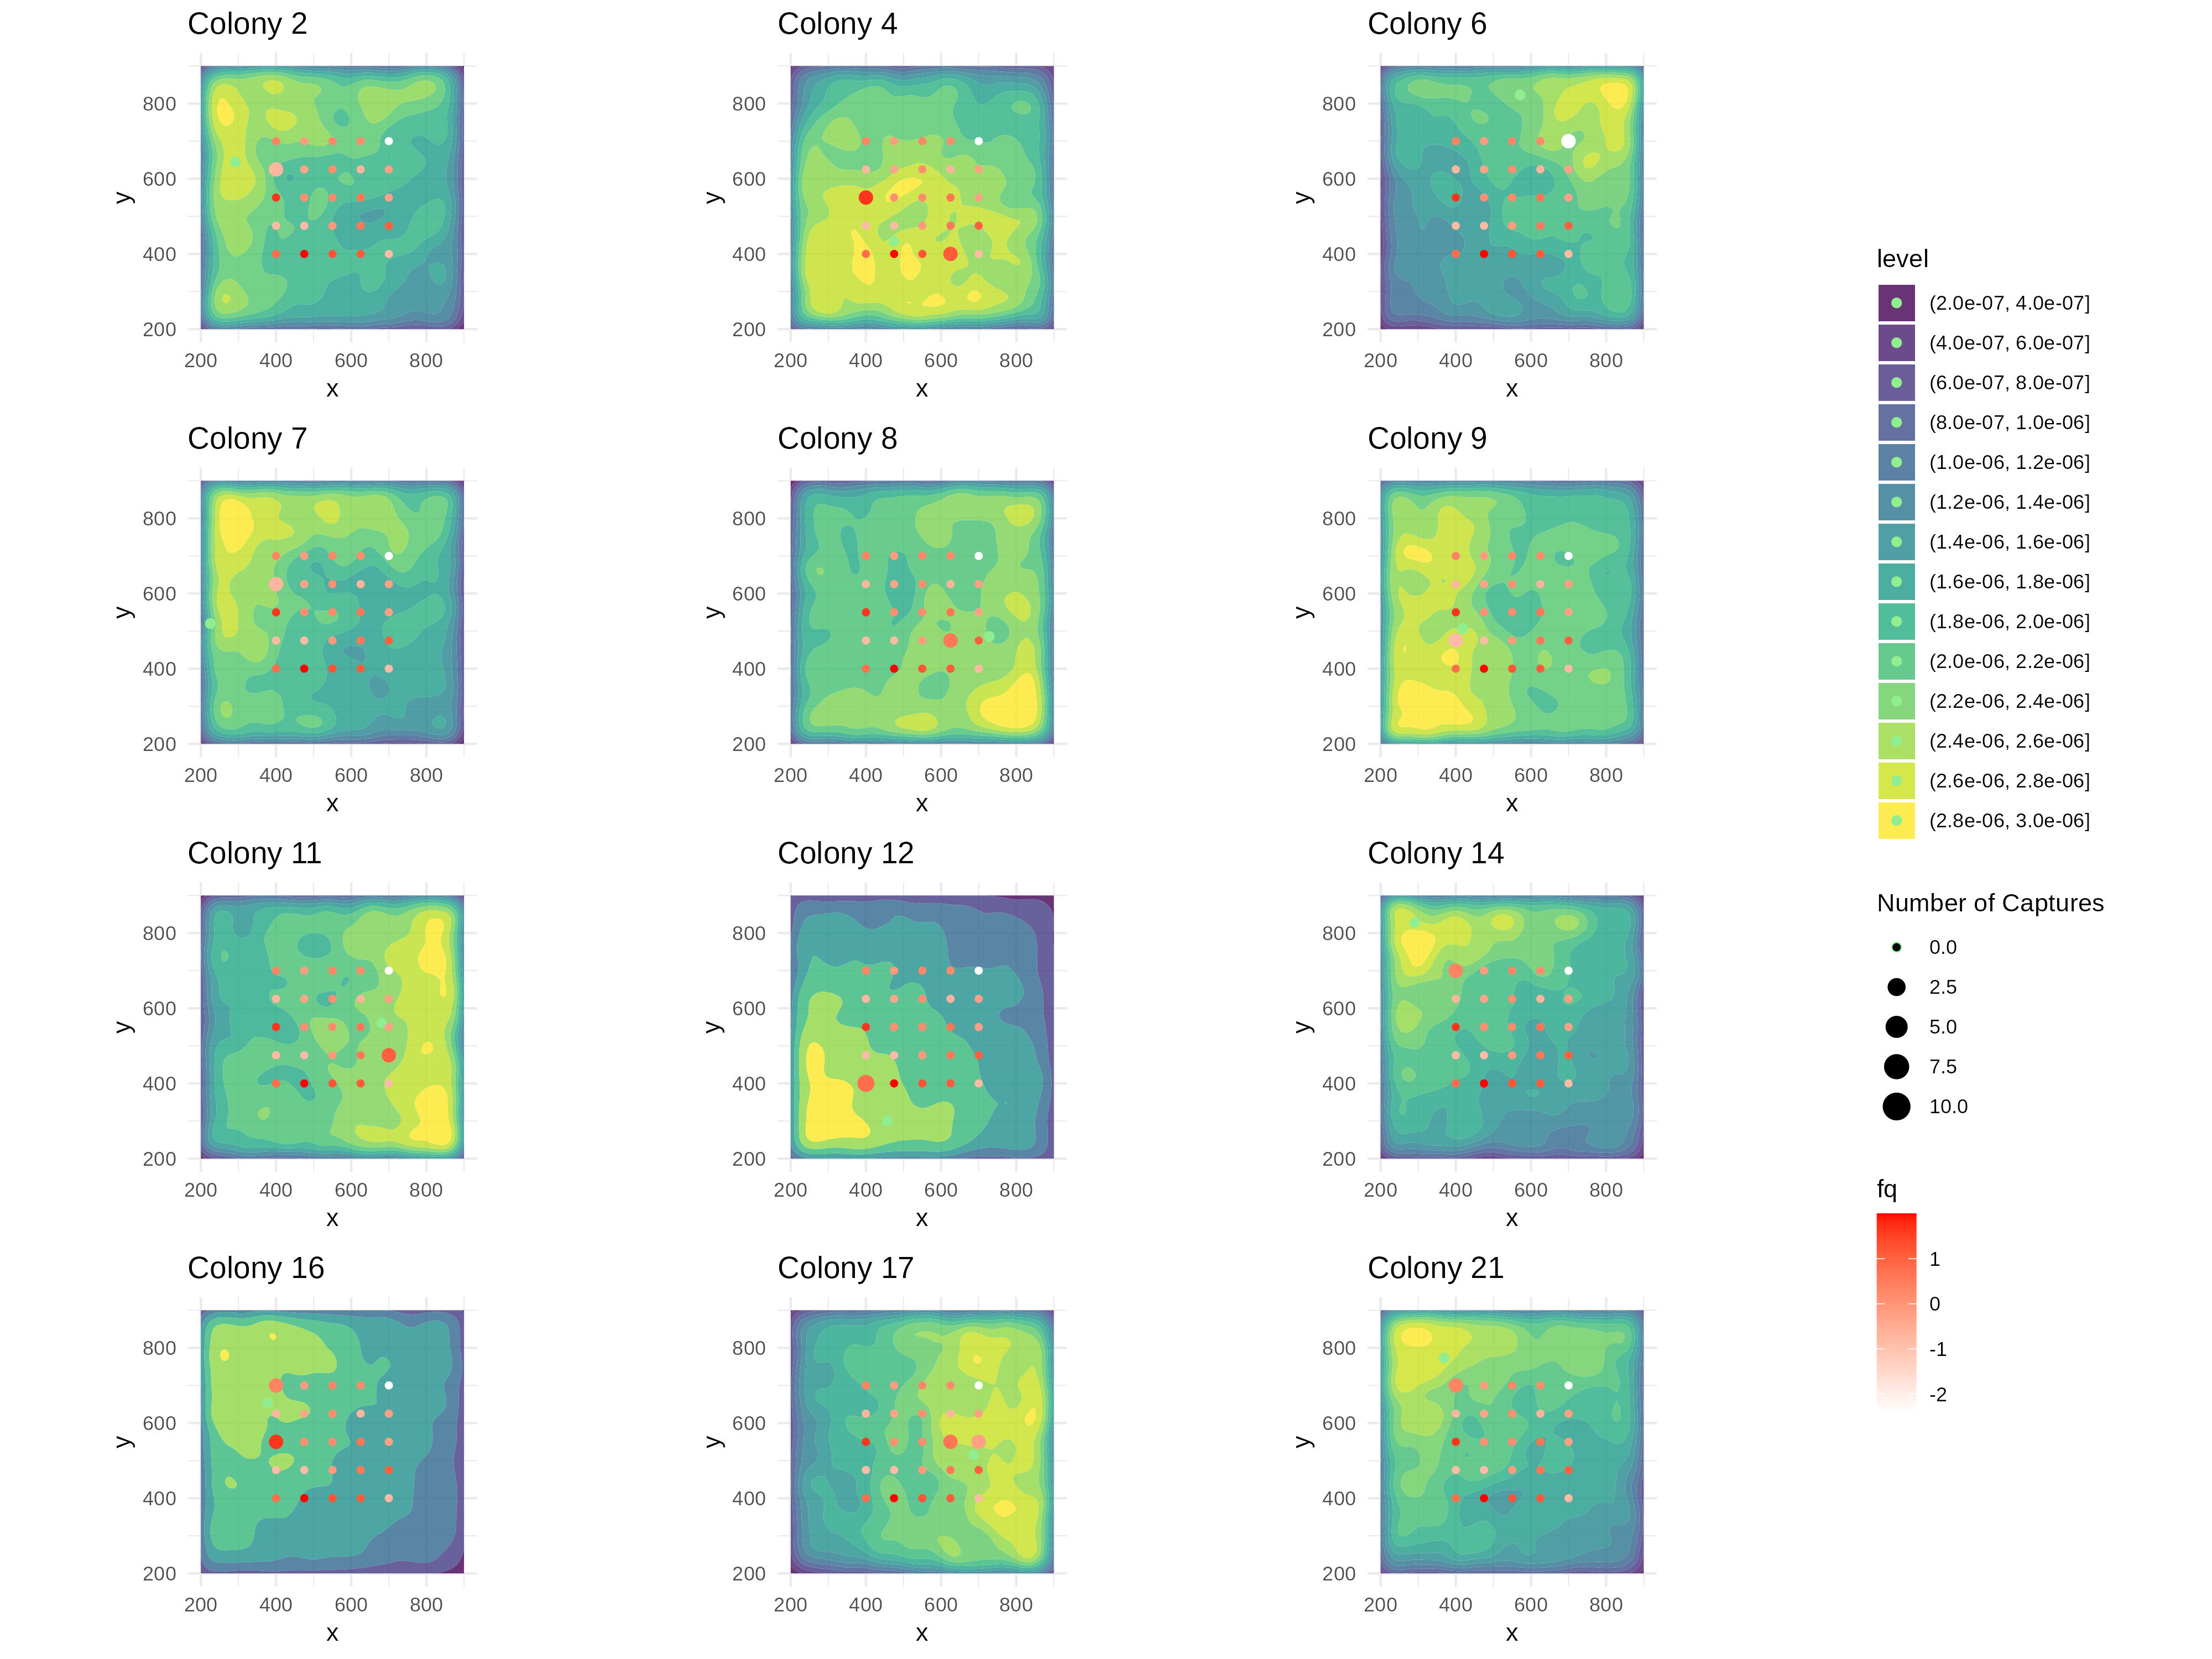 Colony 2
Colony 4
Colony 6
800
600
400
200
y
200 400 600 800
x
800
600
400
200
y
200 400 600 800
x
800
600
400
200
y
200 400 600 800
x
Colony 7
Colony 8
Colony 9
800
600
400
200
y
200 400 600 800
x
800
600
400
200
y
200 400 600 800
x
800
600
400
200
y
200 400 600 800
x
Colony 11
Colony 12
Colony 14
800
600
400
200
y
200 400 600 800
x
800
600
400
200
y
200 400 600 800
x
800
600
400
200
y
200 400 600 800
x
Colony 16
Colony 17
Colony 21
800
600
400
200
y
200 400 600 800
x
800
600
400
200
y
200 400 600 800
x
800
600
400
200
y
200 400 600 800
x
level
(2.0e-07, 4.0e-07]
(4.0e-07, 6.0e-07]
(6.0e-07, 8.0e-07]
(8.0e-07, 1.0e-06]
(1.0e-06, 1.2e-06]
(1.2e-06, 1.4e-06]
(1.4e-06, 1.6e-06]
(1.6e-06, 1.8e-06]
(1.8e-06, 2.0e-06]
(2.0e-06, 2.2e-06]
(2.2e-06, 2.4e-06]
(2.4e-06, 2.6e-06]
(2.6e-06, 2.8e-06]
(2.8e-06, 3.0e-06]
Number of Captures
0.0
2.5
5.0
7.5
10.0
fq
1
0
-1
-2